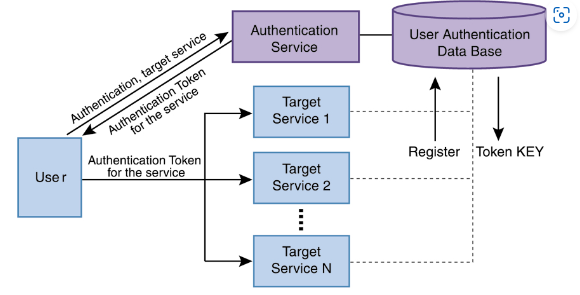 Authentication
Service
User Authentication
Data Base
Authentication, target service
Authentication Token
for the service
Target
Service 1
Register
Token KEY
User
Authentication Token
for the service
Target
Service 2
Target
Service N